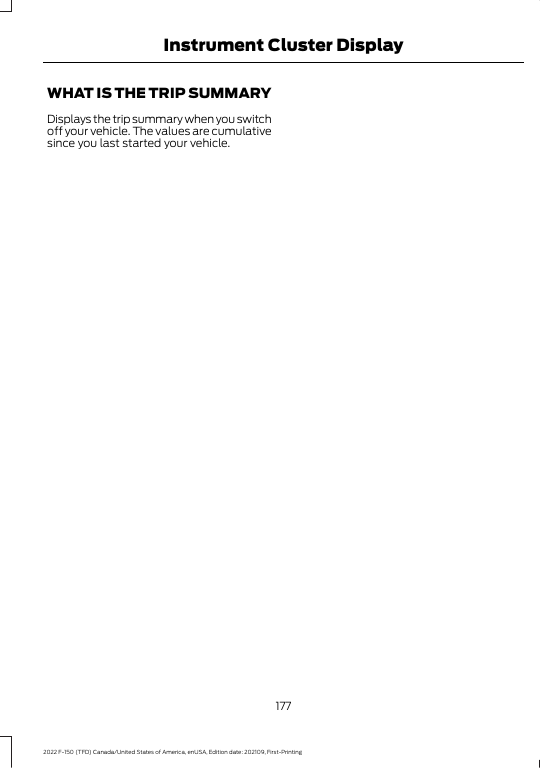 Instrument Cluster Display
WHAT IS THE TRIP SUMMARY
Displays the trip summary when you switch
off your vehicle. The values are cumulative
since you last started your vehicle.
177
2022 F-150 (TFD) Canada/United States of America, enUSA, Edition date: 202109, First-Printing